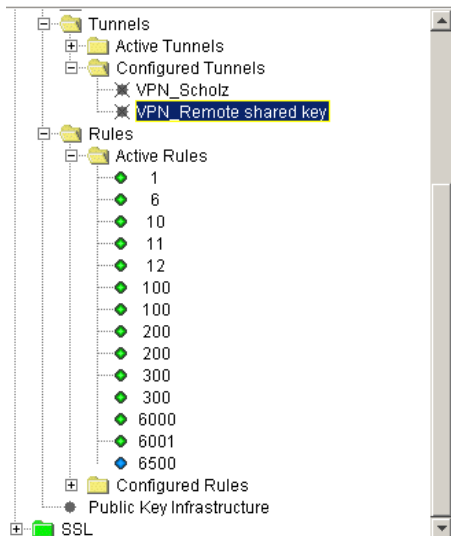 Tunnels
Active Tunnels
Configured Tunnels
VPN_Scholz
VPN_Remote shared key
Rules
Active Rules
1
6
10
11
12
100
100
200
200
300
300
6000
6001
6500
Configured Rules
Public Key Infrastructure
SSL